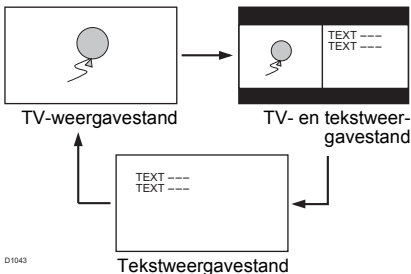 TEXT ---
TEXT ---
TV-weergavestand
TV- en tekstweer-
gavestand
TEXT ---
TEXT ---
D1043
Tekstweergavestand